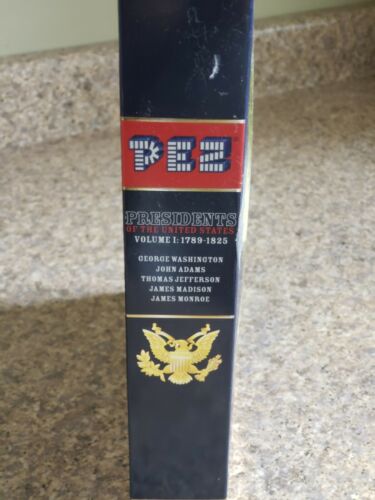 PEZ
PRESIDENTS
OF THE UNITED STATES
VOLUME I: 1789-1825
GEORGE WASHINGTON
JOHN ADAMS
THOMAS JEFFERSON
JAMES MADISON
JAMES MONROE